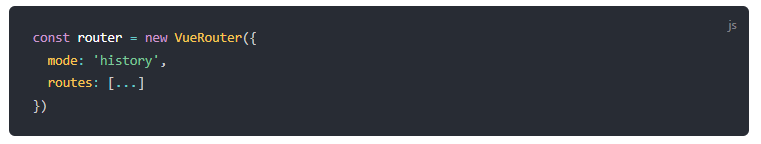 js
const router = new VueRouter({
  mode: 'history',
  routes: [...]
})